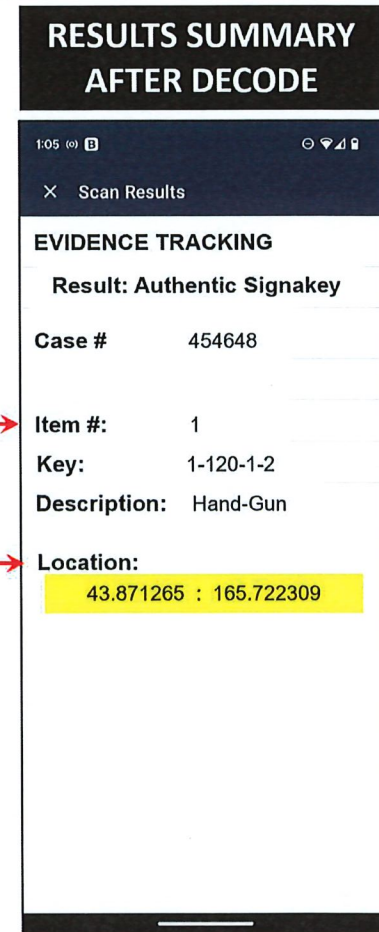 RESULTS SUMMARY
AFTER DECODE
1:05
B
Scan Results
EVIDENCE TRACKING
Result: Authentic Signakey
Case # 454648
Item #: 1
Key: 1-120-1-2
Description: Hand-Gun
Location:
43.871265 : 165.722309